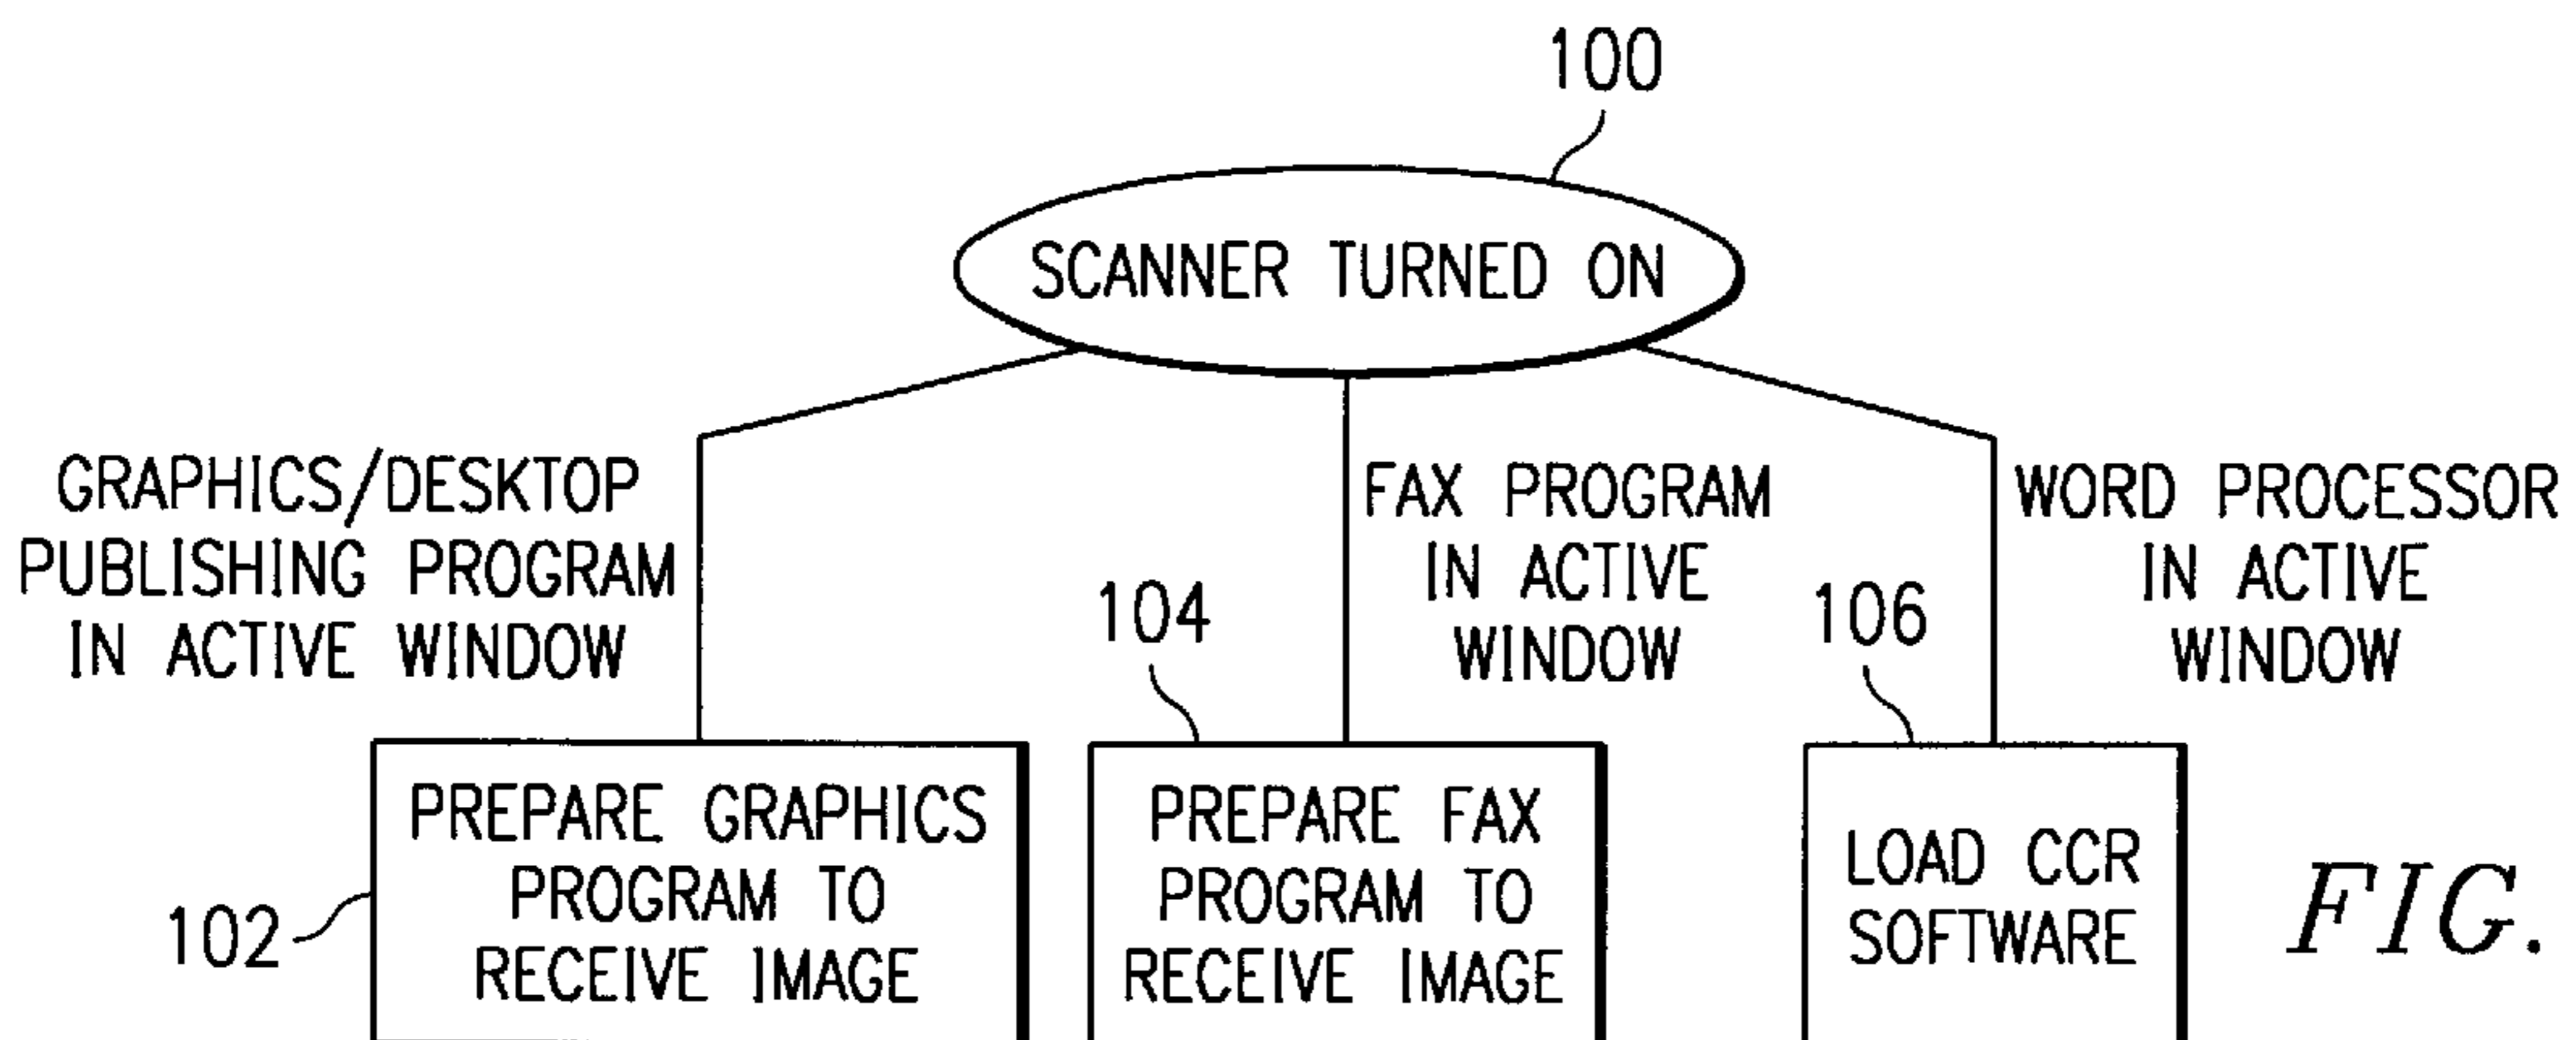 100
SCANNER TURNED ON
GRAPHICS/DESKTOP
PUBLISHING PROGRAM
IN ACTIVE WINDOW
FAX PROGRAM
IN ACTIVE
WINDOW
WORD PROCESSOR
IN ACTIVE
WINDOW
102
PREPARE GRAPHICS
PROGRAM TO
RECEIVE IMAGE
104
PREPARE FAX
PROGRAM TO
RECEIVE IMAGE
106
LOAD CCR
SOFTWARE
FIG.